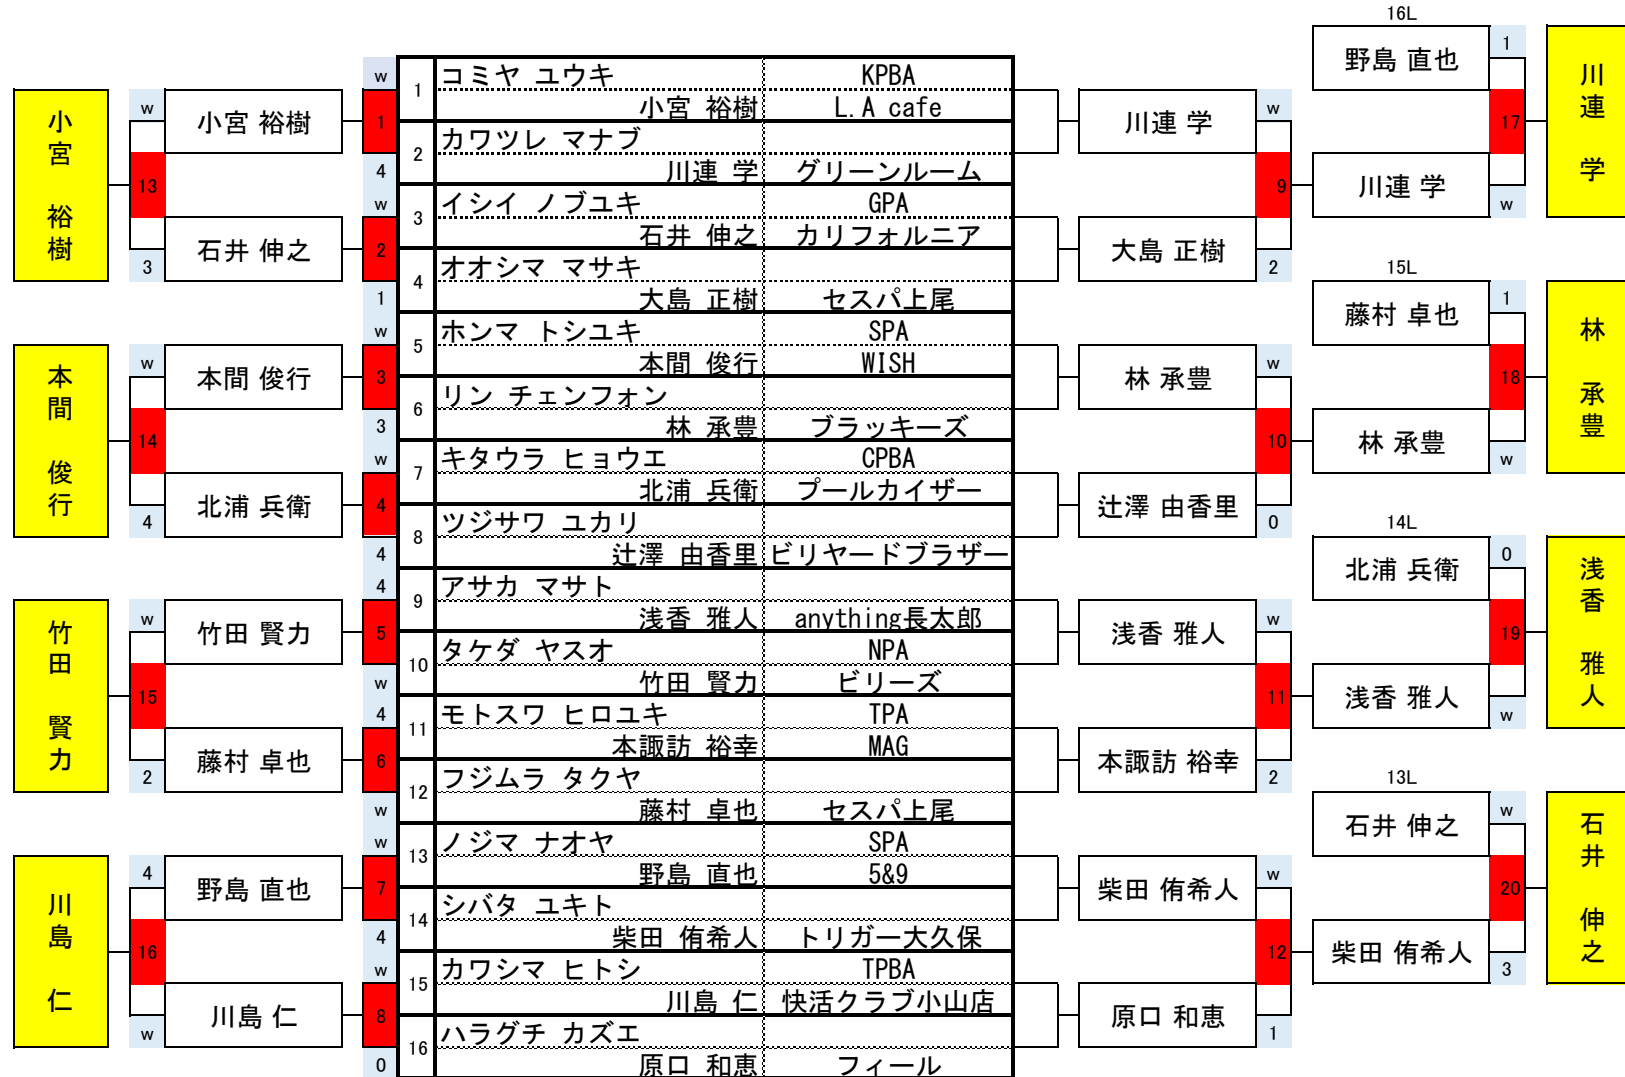 16L
野島 直也 1
川連 学
17
川連 学 w
15L
藤村 卓也 1
林 承豊
18
林 承豊 w
14L
北浦 兵衛 0
浅香 雅人
19
浅香 雅人 w
13L
石井 伸之 w
石井 伸之
20
柴田 侑希人 3
小宮 裕樹
w 小宮 裕樹
13
3 石井 伸之
本間 俊行
w 本間 俊行
14
4 北浦 兵衛
竹田 賢力
w 竹田 賢力
15
2 藤村 卓也
川島 仁
4 野島 直也
16
w 川島 仁
w 1 コミヤ ユウキ KPBA
1 小宮 裕樹 L.A cafe
2 カワツレ マナブ
4 川連 学 グリーンルーム
w 3 イシイ ノブユキ GPA
2 石井 伸之 カリフォルニア
4 オオシマ マサキ
1 大島 正樹 セスパ上尾
w 5 ホンマ トシユキ SPA
3 本間 俊行 WISH
6 リン チェンフォン
3 林 承豊 ブラッキーズ
w 7 キタウラ ヒョウエ CPBA
4 北浦 兵衛 プールカイザー
8 ツジサワ ユカリ
4 辻澤 由香里 ビリヤードブラザー
4 9 アサカ マサト
5 浅香 雅人 anything長太郎
10 タケダ ヤスオ NPA
w 竹田 賢力 ビリーズ
4 11 モトスワ ヒロユキ TPA
6 本諏訪 裕幸 MAG
12 フジムラ タクヤ
w 藤村 卓也 セスパ上尾
w 13 ノジマ ナオヤ SPA
7 野島 直也 5&9
14 シバタ ユキト
4 柴田 侑希人 トリガー大久保
w 15 カワシマ ヒトシ TPBA
8 川島 仁 快活クラブ小山店
16 ハラグチ カズエ
0 原口 和恵 フィール
川連 学 w
9
大島 正樹 2
林 承豊 w
10
辻澤 由香里 0
浅香 雅人 w
11
本諏訪 裕幸 2
柴田 侑希人 w
12
原口 和恵 1